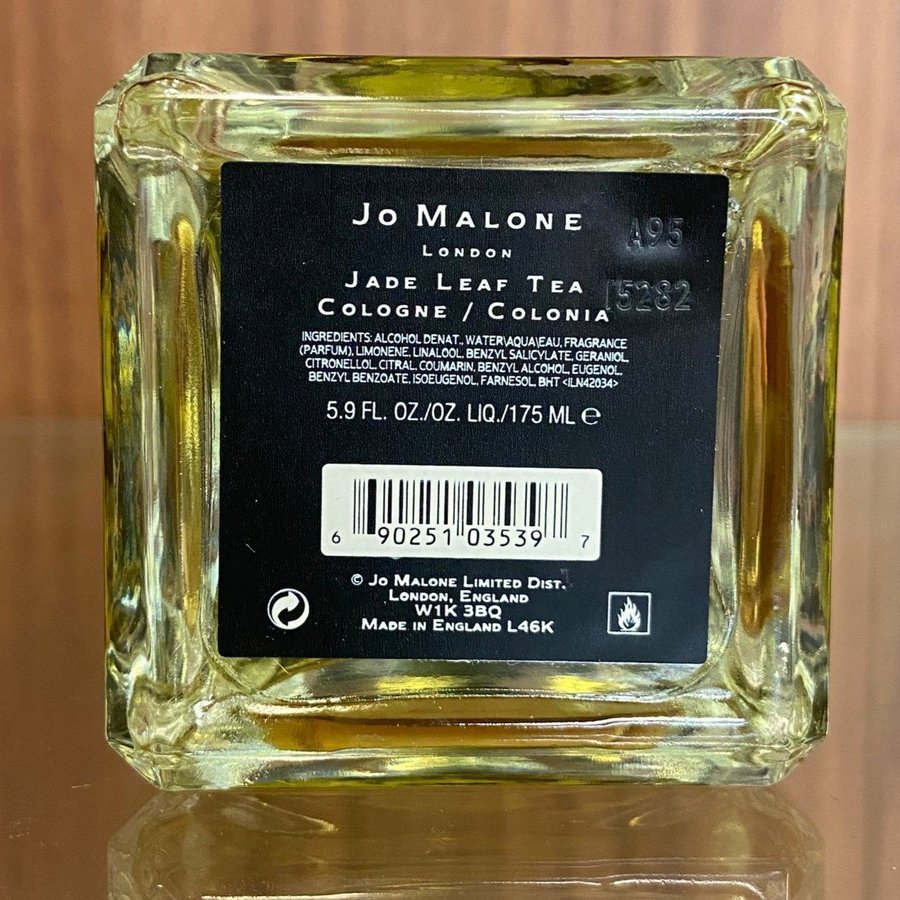 Jo Malone
London
Jade Leaf Tea
Cologne / Colonia
A95
15282
INGREDIENTS: ALCOHOL DENAT., WATER\AQUA\EAU, FRAGRANCE
(PARFUM), LIMONENE, LINALOOL, BENZYL SALICYLATE, GERANIOL,
CITRONELLOL, CITRAL, COUMARIN, BENZYL ALCOHOL, EUGENOL,
BENZYL BENZOATE, ISOEUGENOL, FARNESOL, BHT <ILN42034>
5.9 FL. OZ./OZ. LIQ./175 ML ℮
6 90251 03539 7
© Jo Malone Limited Dist.
London, England
W1K 3BQ
Made in England L46K